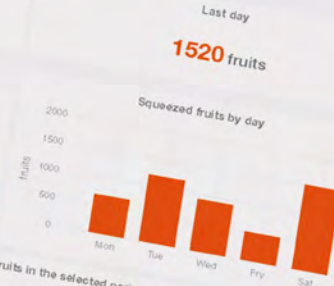 Last day
1520 fruits
Squeezed fruits by day
2000
1500
1000
500
0
fruits
Mon
Tue
Wed
Fry
Sat
ruits in the selected